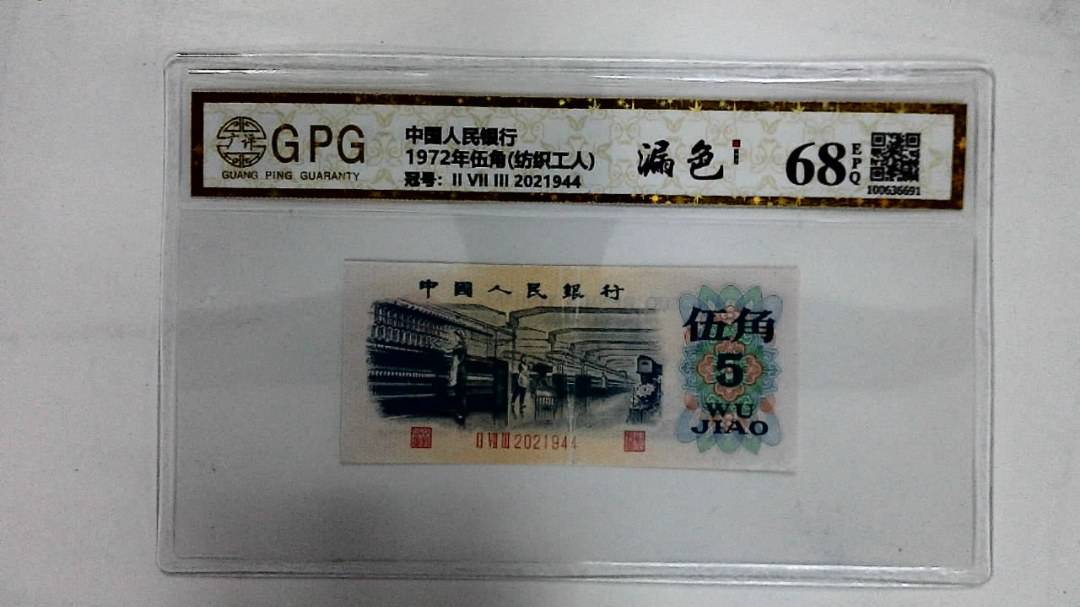 广评
GPG
GUANG PING GUARANTY
中国人民银行
1972年伍角(纺织工人)
冠号: II VII III 2021944
漏色
68
EPQ
100636691
中國人民銀行
伍角
5
WU
JIAO
II VII III 2021944